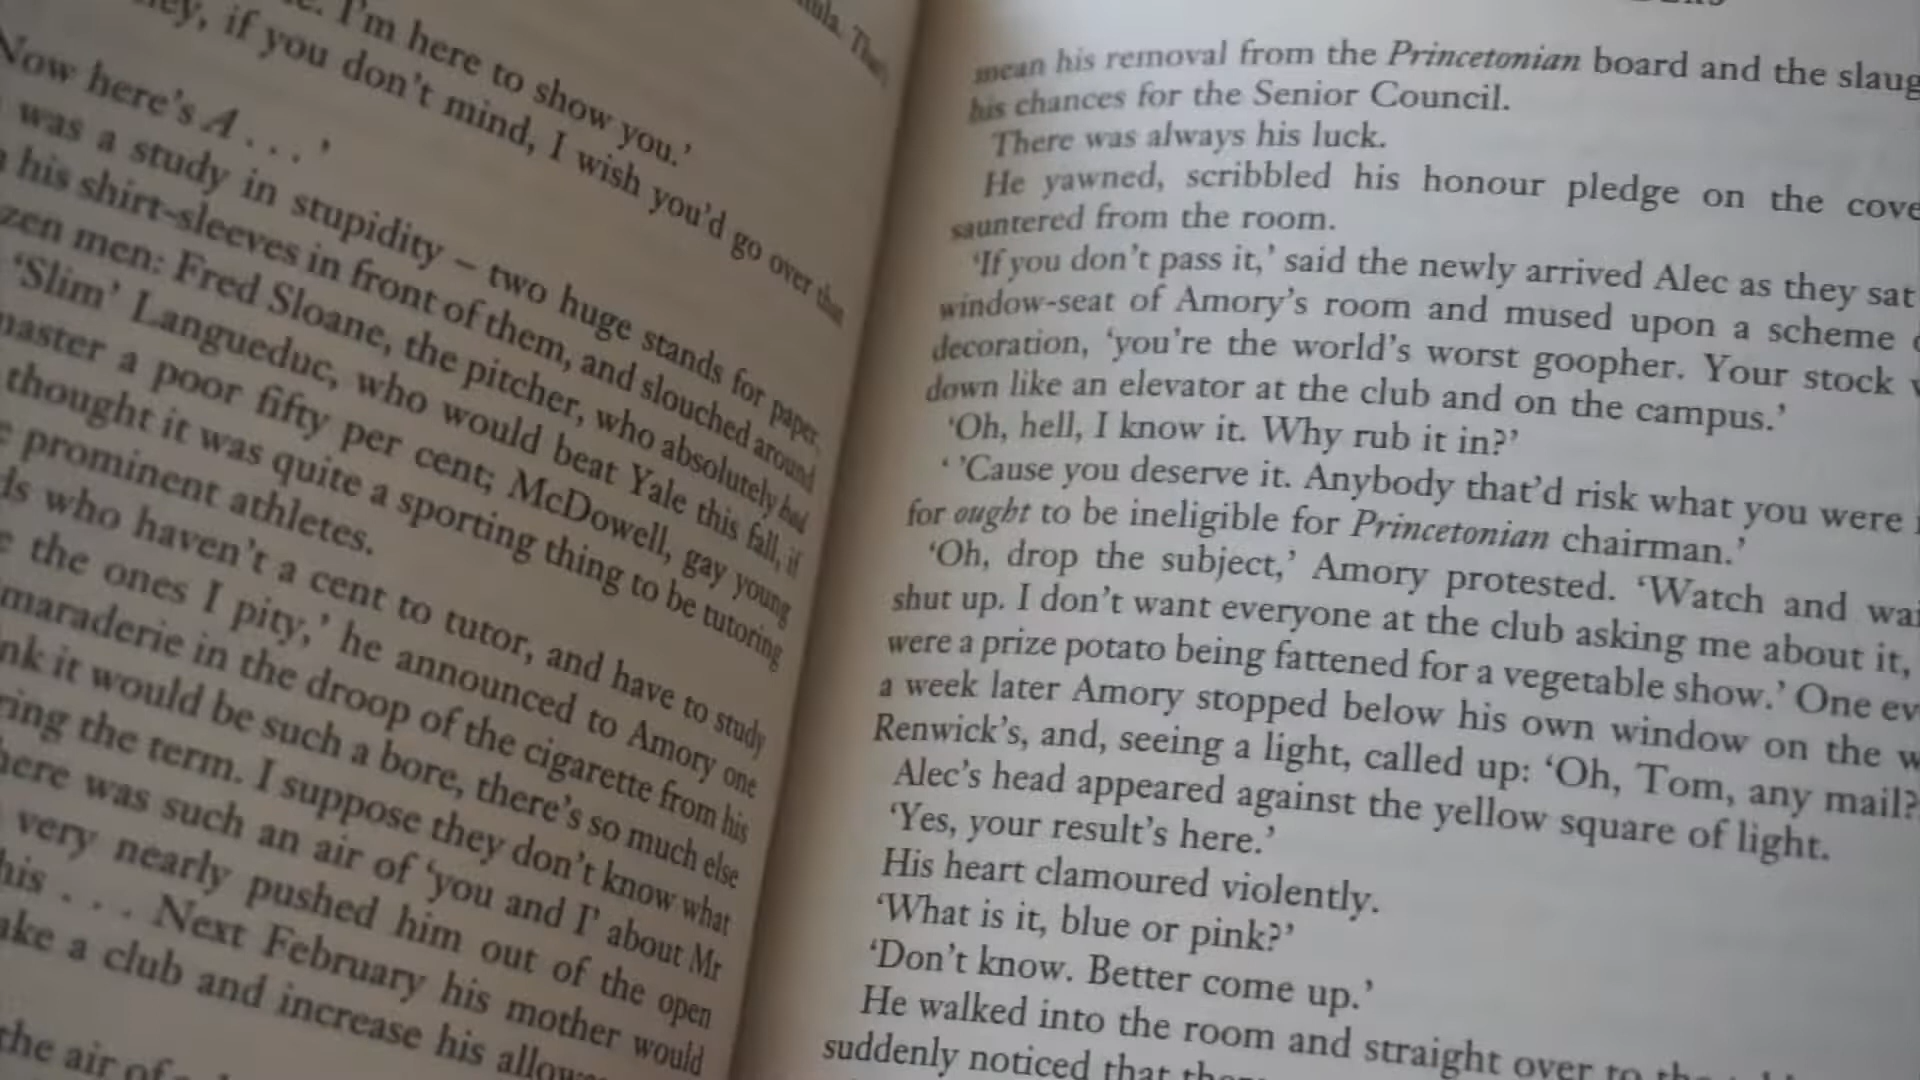 I'm here to show you.'
if you don't mind, I wish you'd go over that
Now here's A . . . '
was a study in stupidity – two huge stands for paper,
his shirt-sleeves in front of them, and slouched around
zen men: Fred Sloane, the pitcher, who absolutely had
'Slim' Langueduc, who would beat Yale this fall, if
master a poor fifty per cent; McDowell, gay young
thought it was quite a sporting thing to be tutoring
prominent athletes.
ds who haven't a cent to tutor, and have to study
the ones I pity,' he announced to Amory one
maraderie in the droop of the cigarette from his
nk it would be such a bore, there's so much else
ring the term. I suppose they don't know what
here was such an air of 'you and I' about Mr
very nearly pushed him out of the open
his . . . . Next February his mother would
ake a club and increase his allow
the air of
mean his removal from the Princetonian board and the slaug
his chances for the Senior Council.
There was always his luck.
He yawned, scribbled his honour pledge on the cove
sauntered from the room.
'If you don't pass it,' said the newly arrived Alec as they sat
window-seat of Amory's room and mused upon a scheme
decoration, 'you're the world's worst goopher. Your stock
down like an elevator at the club and on the campus.'
'Oh, hell, I know it. Why rub it in?'
' 'Cause you deserve it. Anybody that'd risk what you were
for ought to be ineligible for Princetonian chairman.'
'Oh, drop the subject,' Amory protested. 'Watch and wai
shut up. I don't want everyone at the club asking me about it,
were a prize potato being fattened for a vegetable show.' One ev
a week later Amory stopped below his own window on the w
Renwick's, and, seeing a light, called up: 'Oh, Tom, any mail?
Alec's head appeared against the yellow square of light.
'Yes, your result's here.'
His heart clamoured violently.
'What is it, blue or pink?'
'Don't know. Better come up.'
He walked into the room and straight over to the
suddenly noticed that